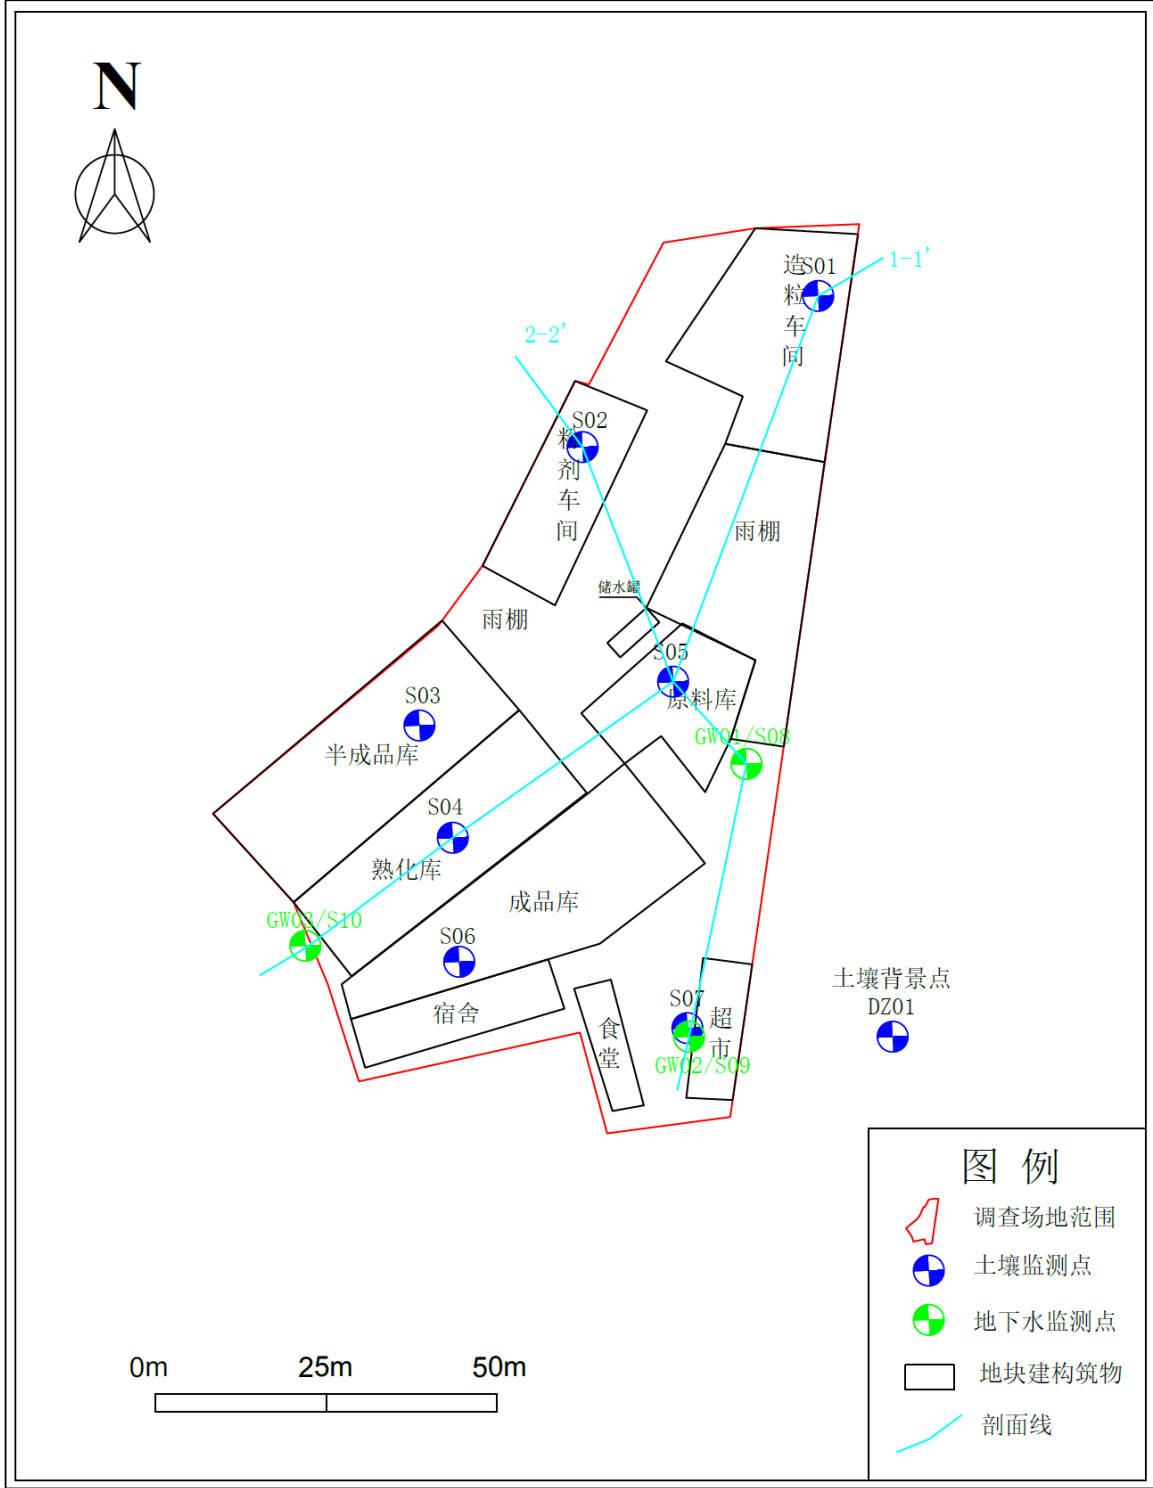 N
造粒车间
S01
1-1'
2-2'
S02
粉剂车间
雨棚
储水罐
雨棚
S05
原料库
S03
半成品库
GW01/S08
S04
熟化库
成品库
GW03/S10
S06
宿舍
食堂
S07
超市
GW02/S09
土壤背景点
DZ01
图 例
调查场地范围
土壤监测点
地下水监测点
地块建构筑物
剖面线
0m 25m 50m